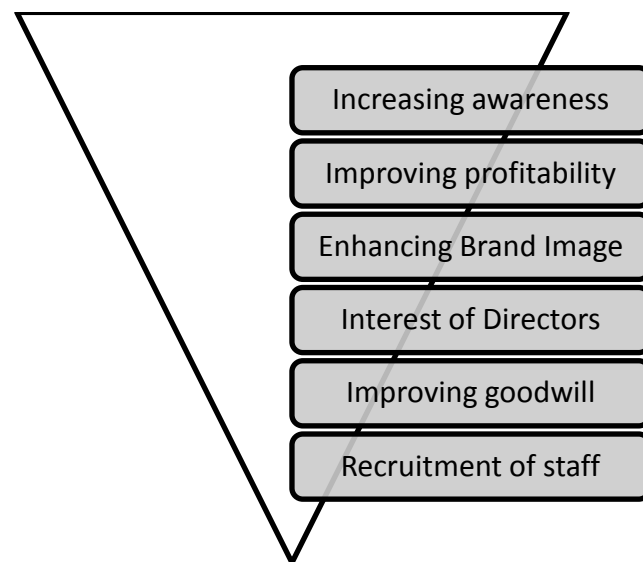 Increasing awareness
Improving profitability
Enhancing Brand Image
Interest of Directors
Improving goodwill
Recruitment of staff